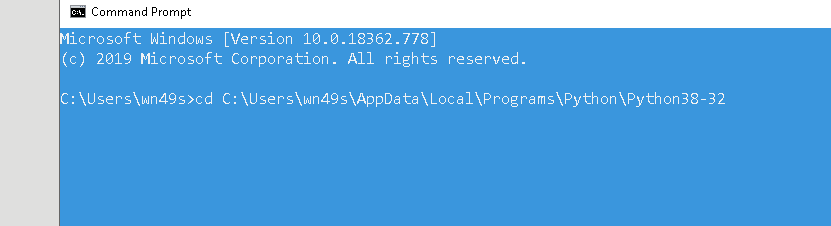 Command Prompt
Microsoft Windows [Version 10.0.18362.778]
(c) 2019 Microsoft Corporation. All rights reserved.
C:\Users\wn49s>cd C:\Users\wn49s\AppData\Local\Programs\Python\Python38-32